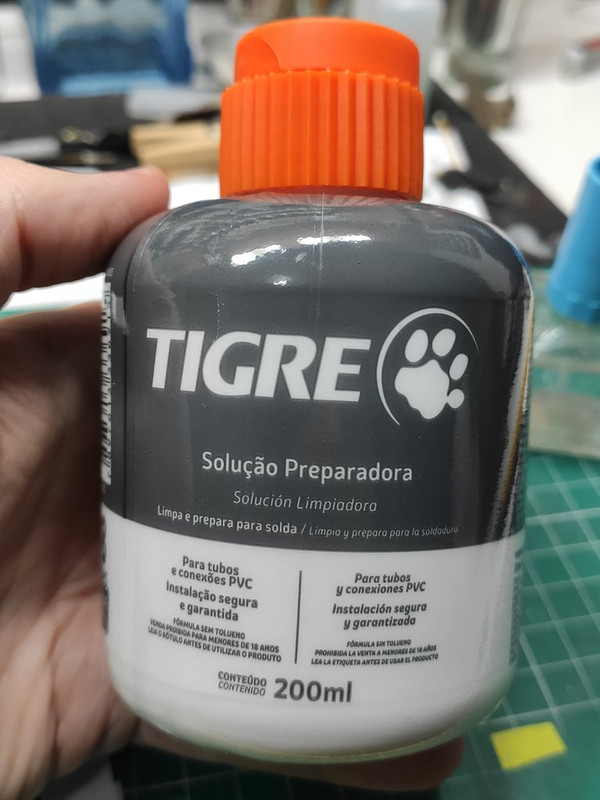 TIGRE
Solução Preparadora
Solución Limpiadora
Limpa e prepara para solda / Limpia y prepara para la soldadura
Para tubos
e conexões PVC
Instalação segura
e garantida
FÓRMULA SEM TOLUENO
VENDA PROIBIDA PARA MENORES DE 18 ANOS
LEIA O RÓTULO ANTES DE UTILIZAR O PRODUTO
Para tubos
y conexiones PVC
Instalación segura
y garantizada
FÓRMULA SIN TOLUENO
PROHIBIDA LA VENTA A MENORES DE 18 AÑOS
LEA LA ETIQUETA ANTES DE USAR EL PRODUCTO
CONTEÚDO
CONTENIDO 200ml